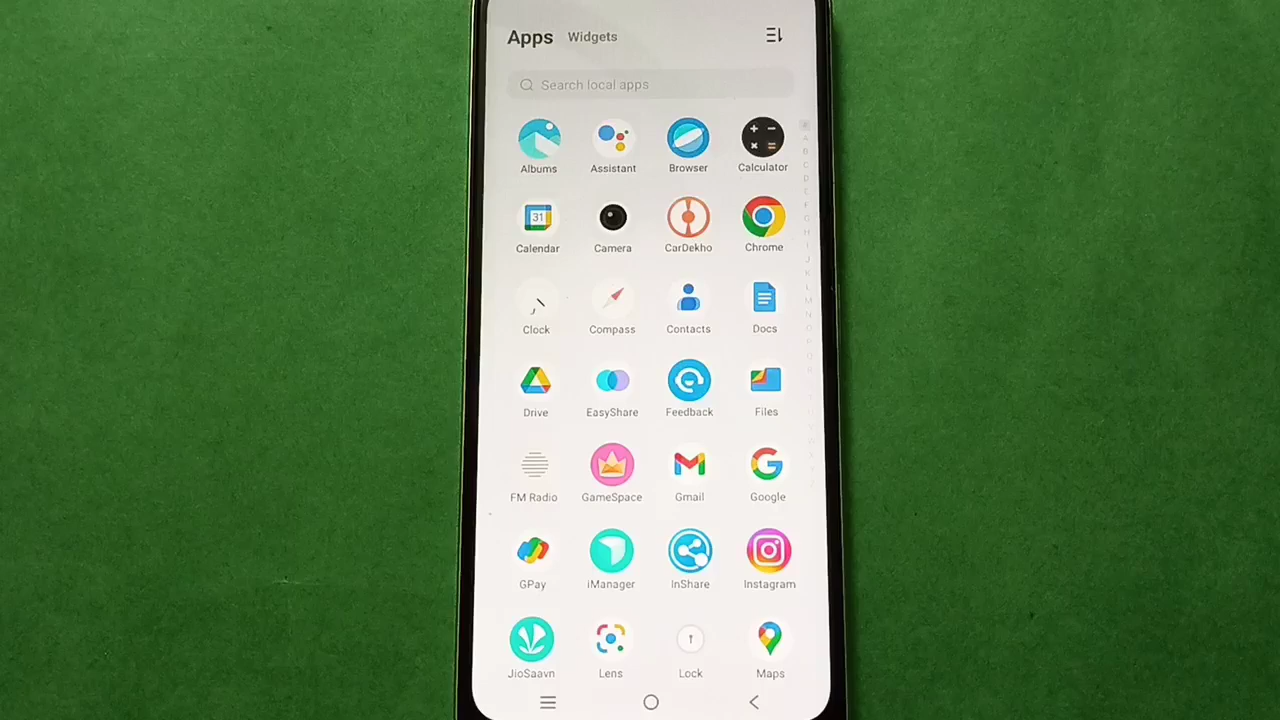 Apps Widgets
Search local apps
Albums Assistant Browser Calculator
31
Calendar Camera CarDekho Chrome
Clock Compass Contacts Docs
Drive EasyShare Feedback Files
FM Radio GameSpace Gmail Google
GPay iManager InShare Instagram
JioSaavn Lens Lock Maps